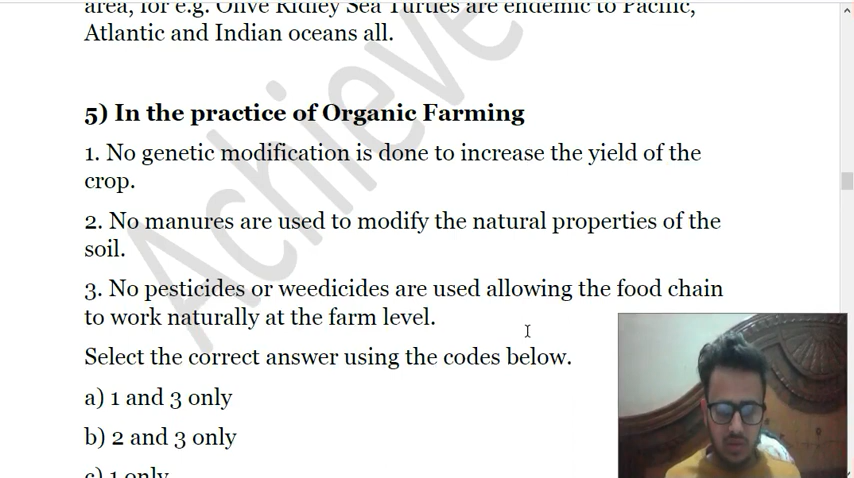 area, for e.g. Olive Ridley Sea Turtles are endemic to Pacific,
Atlantic and Indian oceans all.
Achieve
5) In the practice of Organic Farming
1. No genetic modification is done to increase the yield of the
crop.
2. No manures are used to modify the natural properties of the
soil.
3. No pesticides or weedicides are used allowing the food chain
to work naturally at the farm level.
Select the correct answer using the codes below.
a) 1 and 3 only
b) 2 and 3 only
c) 1 only